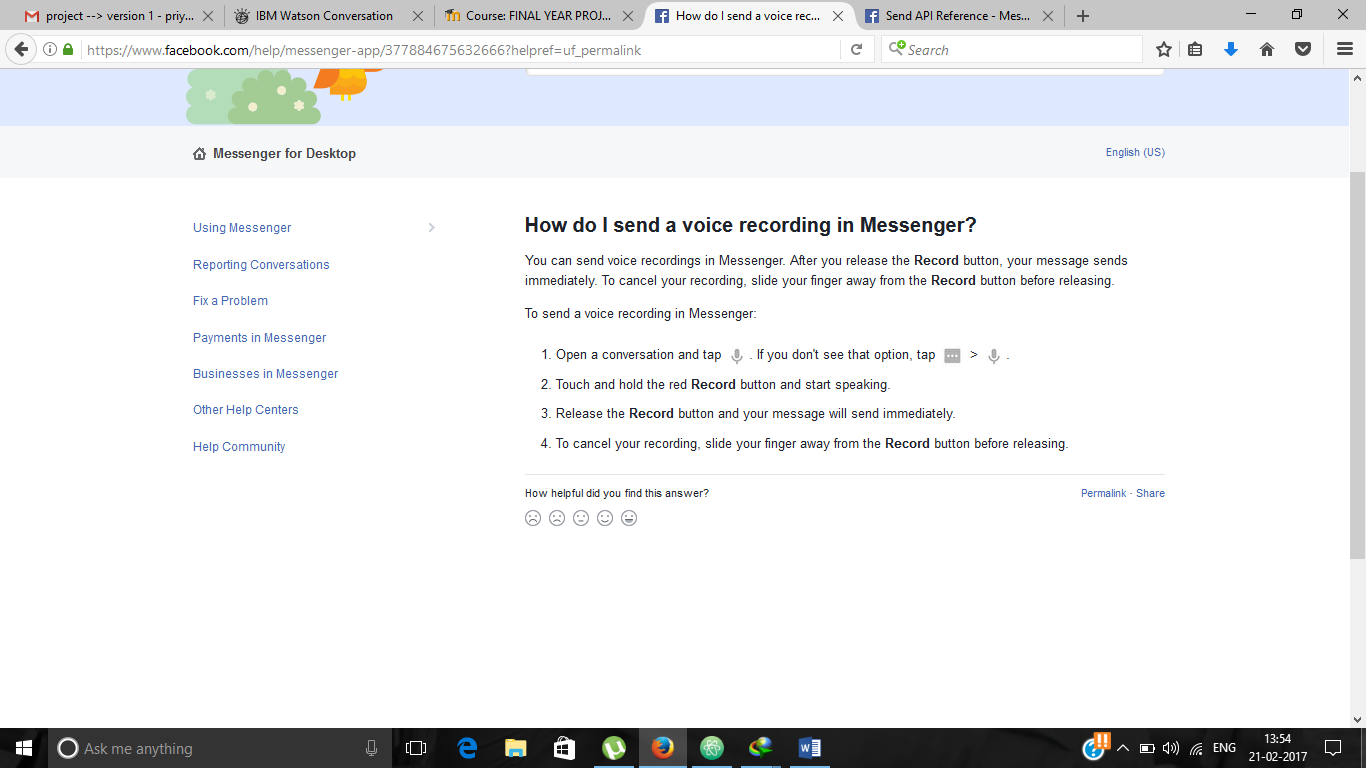 project --> version 1 - priy...
IBM Watson Conversation
Course: FINAL YEAR PROJ...
How do I send a voice rec...
Send API Reference - Mes...
https://www.facebook.com/help/messenger-app/377884675632666?helpref=uf_permalink
Search
Messenger for Desktop
English (US)
Using Messenger
Reporting Conversations
Fix a Problem
Payments in Messenger
Businesses in Messenger
Other Help Centers
Help Community
How do I send a voice recording in Messenger?
You can send voice recordings in Messenger. After you release the Record button, your message sends
immediately. To cancel your recording, slide your finger away from the Record button before releasing.
To send a voice recording in Messenger:
1. Open a conversation and tap . If you don't see that option, tap > .
2. Touch and hold the red Record button and start speaking.
3. Release the Record button and your message will send immediately.
4. To cancel your recording, slide your finger away from the Record button before releasing.
How helpful did you find this answer?
Permalink · Share
Ask me anything
ENG
13:54
21-02-2017